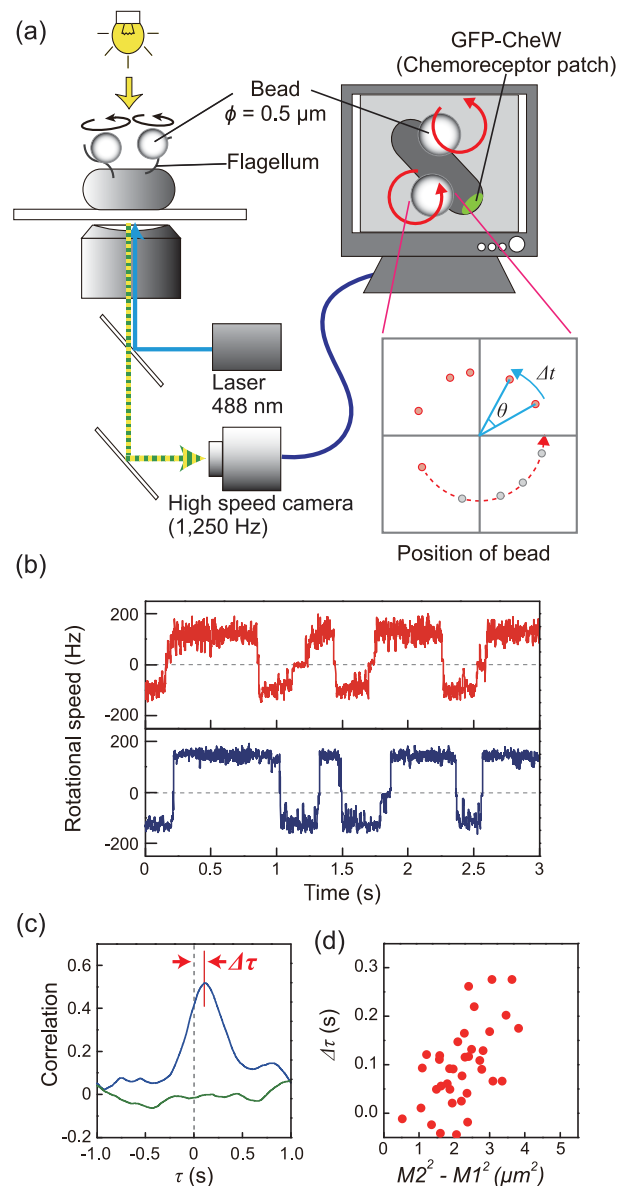 (a)
GFP-CheW
(Chemoreceptor patch)
Bead
ϕ = 0.5 µm
Flagellum
Laser
488 nm
High speed camera
(1,250 Hz)
Δt
θ
Position of bead
(b)
Rotational speed (Hz)
200
0
-200
200
0
-200
0
0.5
1
1.5
2
2.5
3
Time (s)
(c)
Correlation
0.6
0.4
0.2
0
-0.2
Δτ
-1.0
-0.5
0
0.5
1.0
τ (s)
(d)
Δτ (s)
0.3
0.2
0.1
0.0
0
1
2
3
4
5
M2² - M1² (µm²)